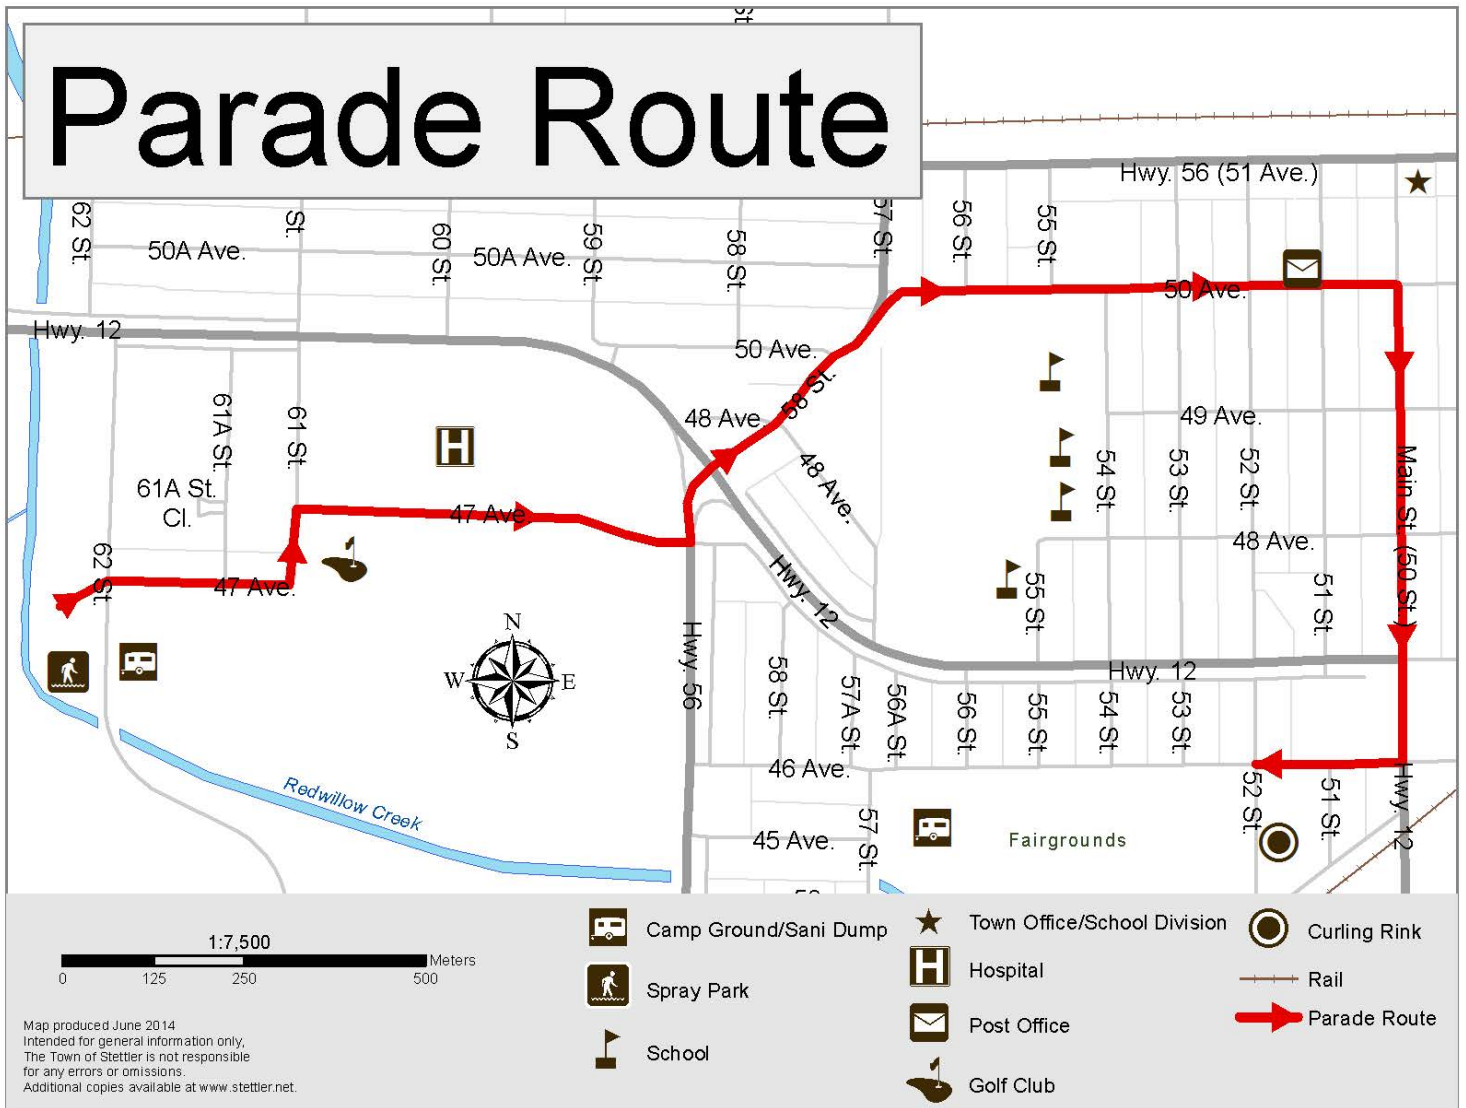 Parade Route
St.
Hwy. 56 (51 Ave.)
62 St.
St.
60 St.
59 St.
58 St.
57 St.
56 St.
55 St.
50A Ave.
50A Ave.
50 Ave.
Hwy. 12
50 Ave.
58 St.
48 Ave.
49 Ave.
61A St.
61 St.
48 Ave.
54 St.
53 St.
52 St.
Main St. (50 St.)
61A St.
Cl.
47 Ave.
48 Ave.
62 St.
47 Ave.
Hwy. 12
55 St.
51 St.
N
W
E
S
Hwy. 56
58 St.
57A St.
56A St.
56 St.
55 St.
54 St.
53 St.
Hwy. 12
46 Ave.
52 St.
51 St.
Hwy. 12
Redwillow Creek
45 Ave.
57 St.
Fairgrounds
H
1:7,500
Meters
0 125 250 500
Map produced June 2014
Intended for general information only,
The Town of Stettler is not responsible
for any errors or omissions.
Additional copies available at www.stettler.net.
Camp Ground/Sani Dump
Spray Park
School
Town Office/School Division
H
Hospital
Post Office
Golf Club
Curling Rink
Rail
Parade Route